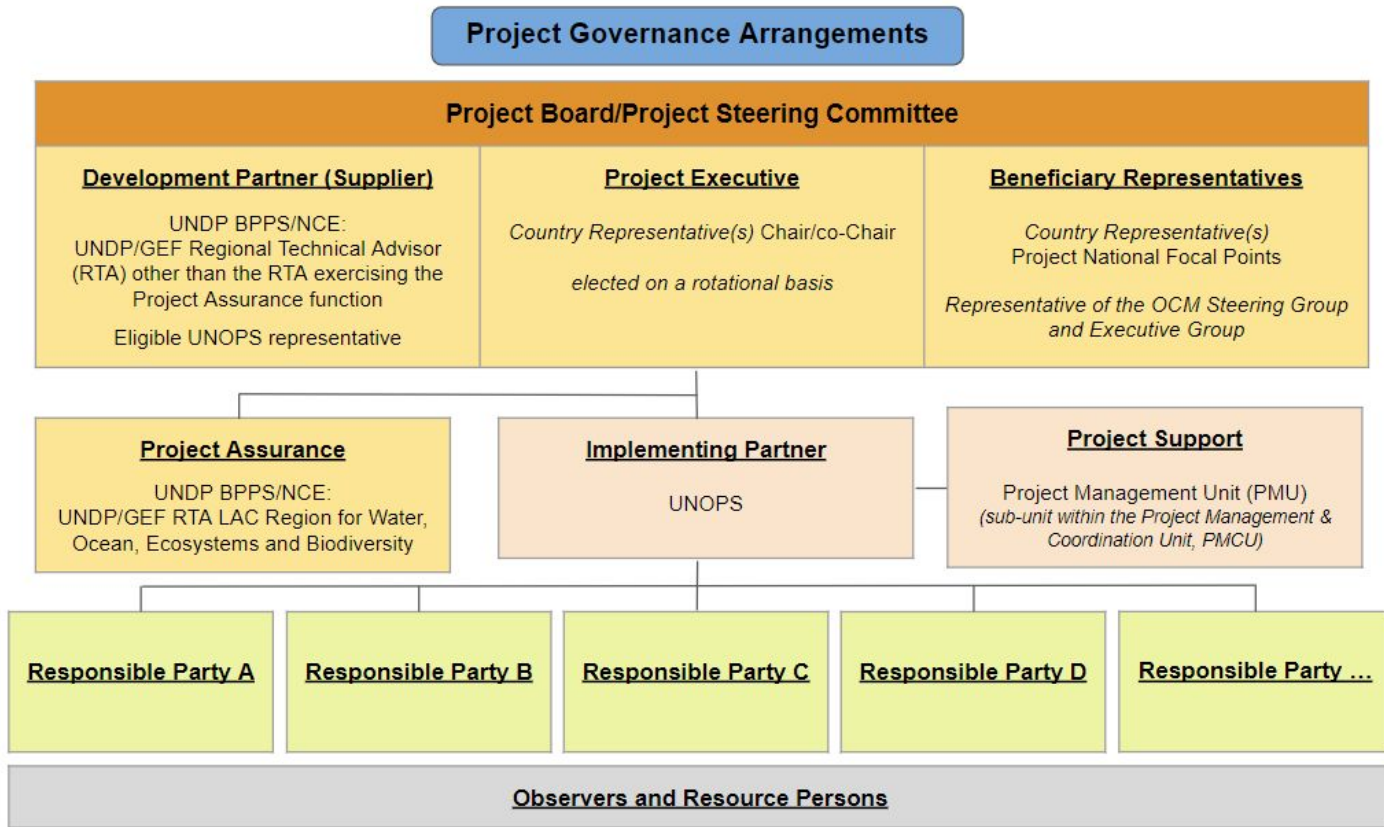 Project Governance Arrangements
Project Board/Project Steering Committee
Development Partner (Supplier)
UNDP BPPS/NCE:
UNDP/GEF Regional Technical Advisor
(RTA) other than the RTA exercising the
Project Assurance function
Eligible UNOPS representative
Project Executive
Country Representative(s) Chair/co-Chair
elected on a rotational basis
Beneficiary Representatives
Country Representative(s)
Project National Focal Points
Representative of the OCM Steering Group
and Executive Group
Project Assurance
UNDP BPPS/NCE:
UNDP/GEF RTA LAC Region for Water,
Ocean, Ecosystems and Biodiversity
Implementing Partner
UNOPS
Project Support
Project Management Unit (PMU)
(sub-unit within the Project Management &
Coordination Unit, PMCU)
Responsible Party A
Responsible Party B
Responsible Party C
Responsible Party D
Responsible Party …
Observers and Resource Persons